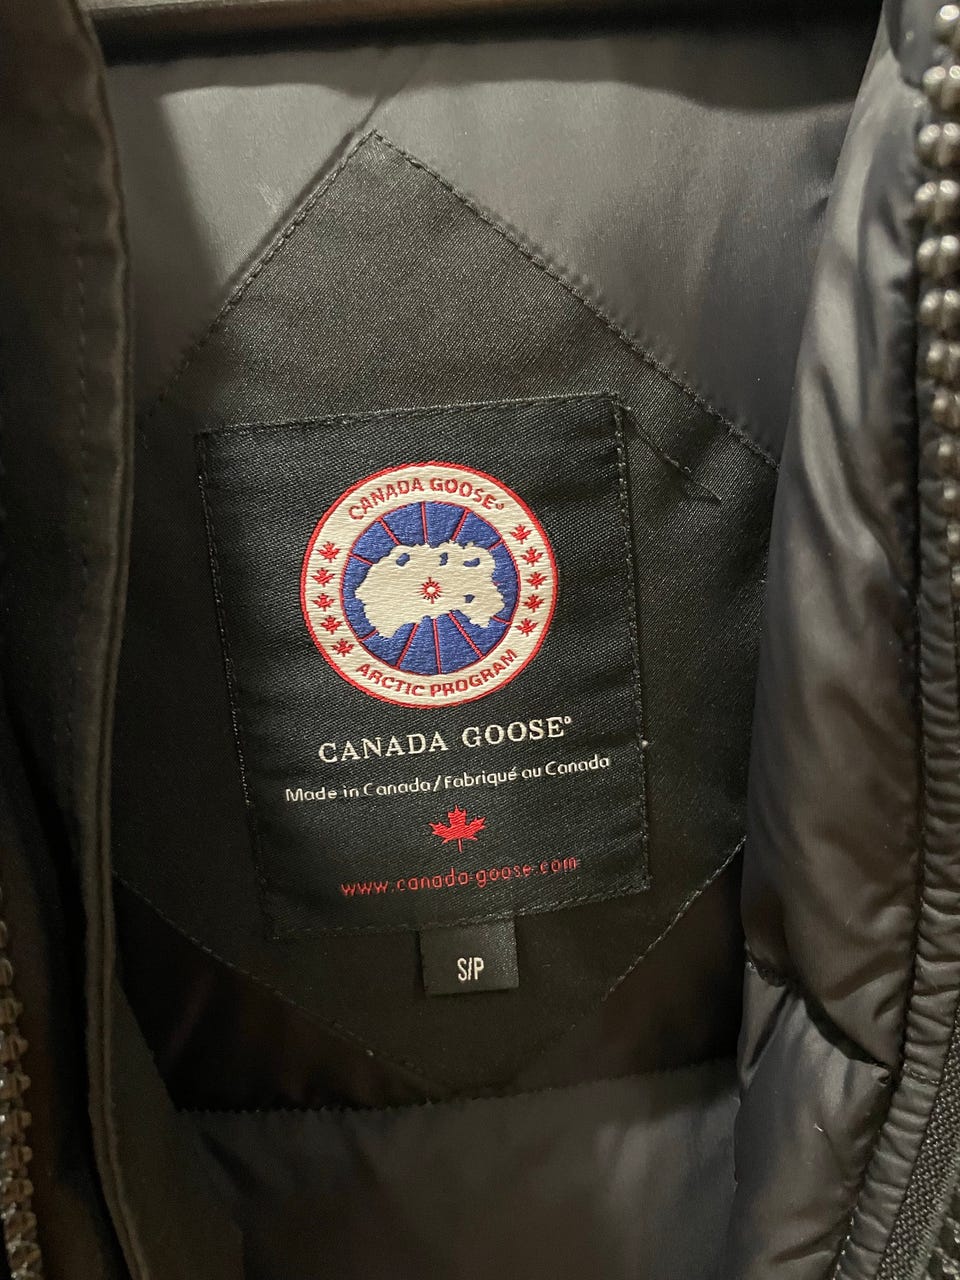 CANADA GOOSE®
ARCTIC PROGRAM
CANADA GOOSE®
Made in Canada/Fabriqué au Canada
www.canada-goose.com
S/P